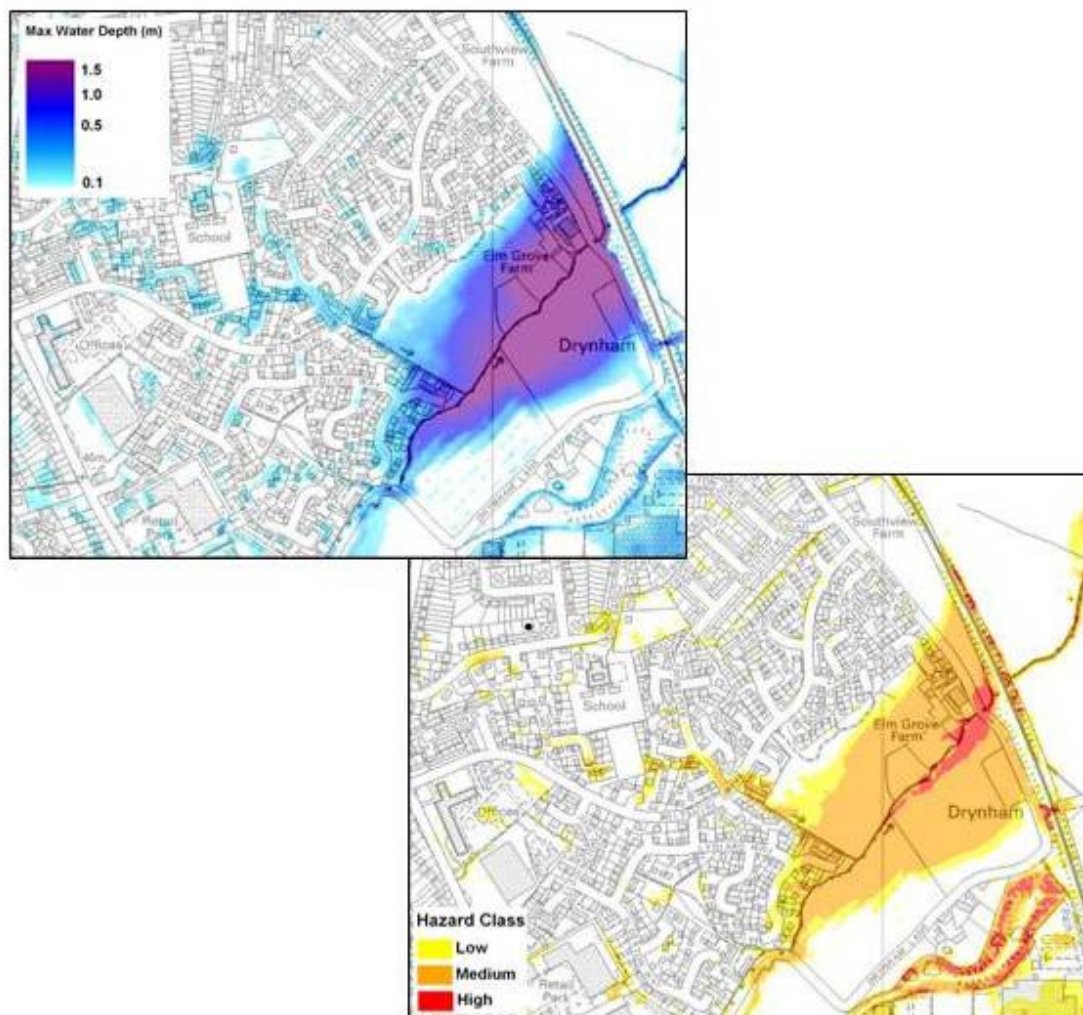 Max Water Depth (m)
1.5
1.0
0.5
0.1
Southview
Farm
School
Elm Grove
Farm
Offices
Drynham
Retail
Park
Southview
Farm
School
Elm Grove
Farm
Offices
Drynham
Hazard Class
Low
Medium
High
Retail
Park